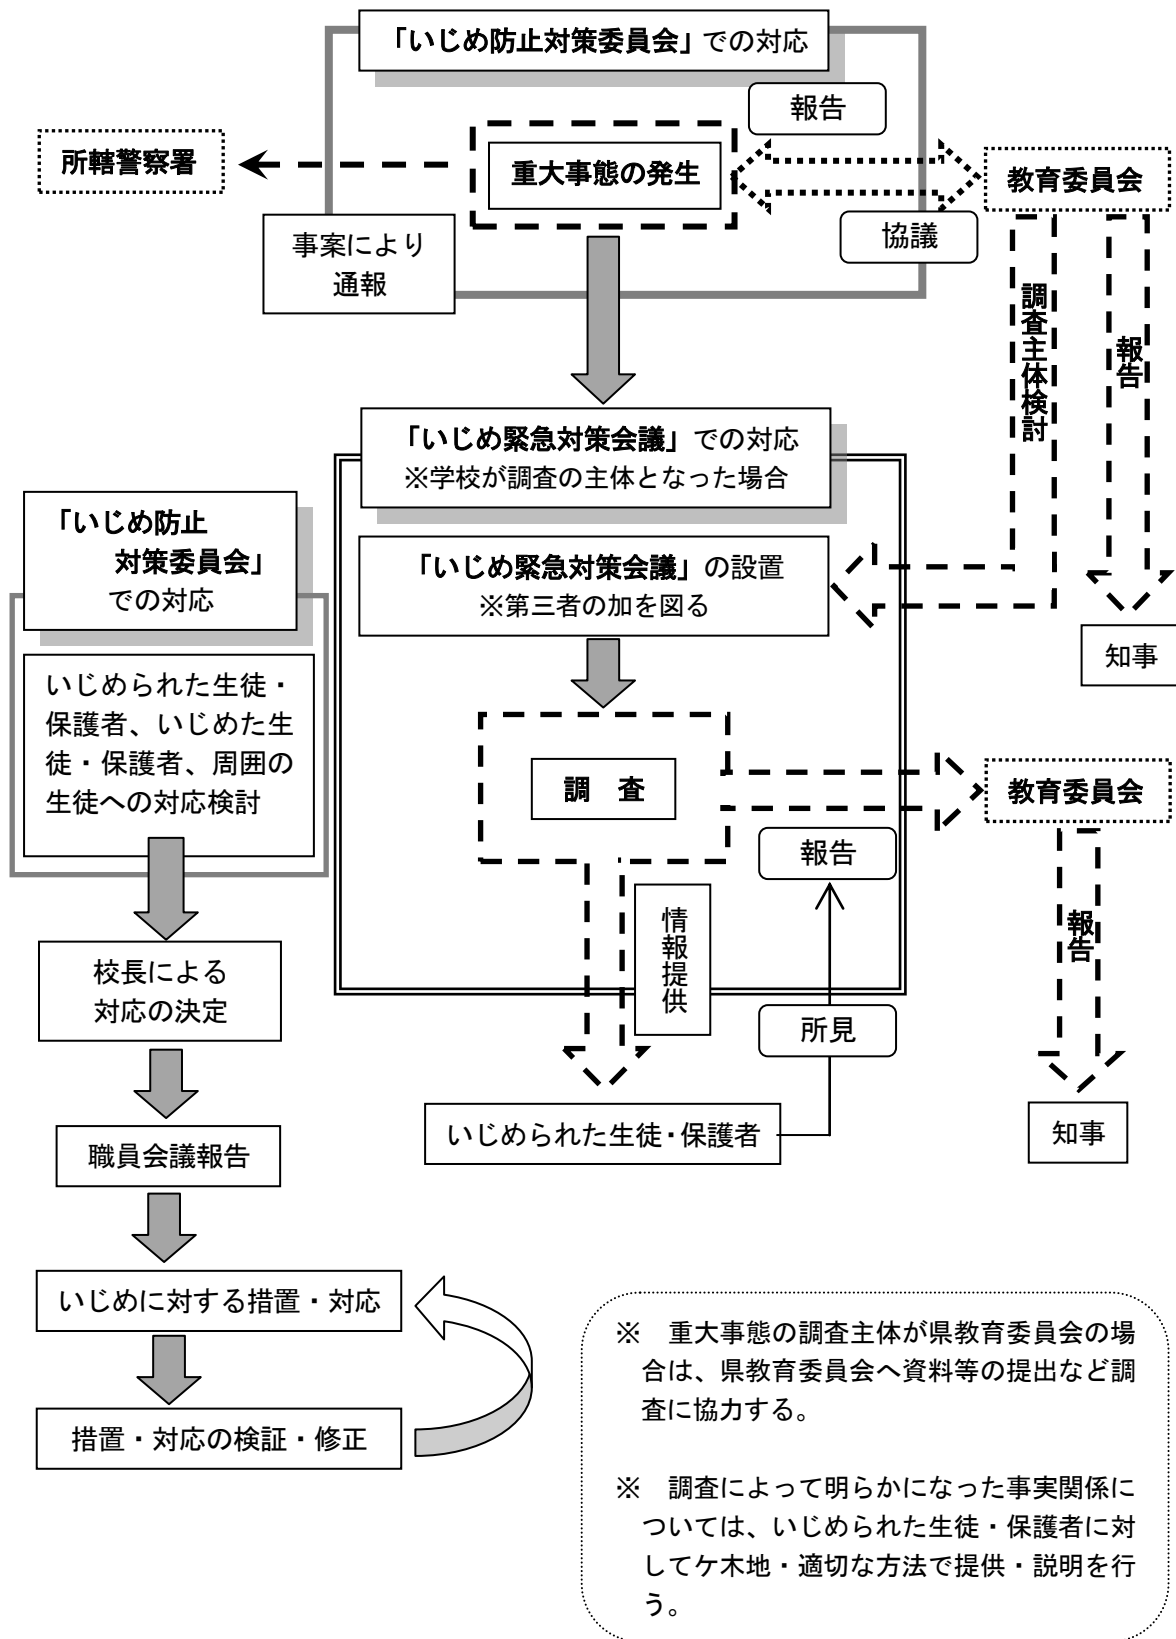 「いじめ防止対策委員会」での対応
報告
所轄警察署
重大事態の発生
教育委員会
協議
事案により
通報
調査主体検討
報告
「いじめ緊急対策会議」での対応
※学校が調査の主体となった場合
「いじめ防止
対策委員会」
での対応
「いじめ緊急対策会議」の設置
※第三者の加を図る
知事
いじめられた生徒・
保護者、いじめた生
徒・保護者、周囲の
生徒への対応検討
調　査
教育委員会
報告
情報提供
報告
校長による
対応の決定
所見
いじめられた生徒・保護者
知事
職員会議報告
いじめに対する措置・対応
措置・対応の検証・修正
※　重大事態の調査主体が県教育委員会の場
合は、県教育委員会へ資料等の提出など調
査に協力する。
※　調査によって明らかになった事実関係に
ついては、いじめられた生徒・保護者に対
してケ木地・適切な方法で提供・説明を行
う。